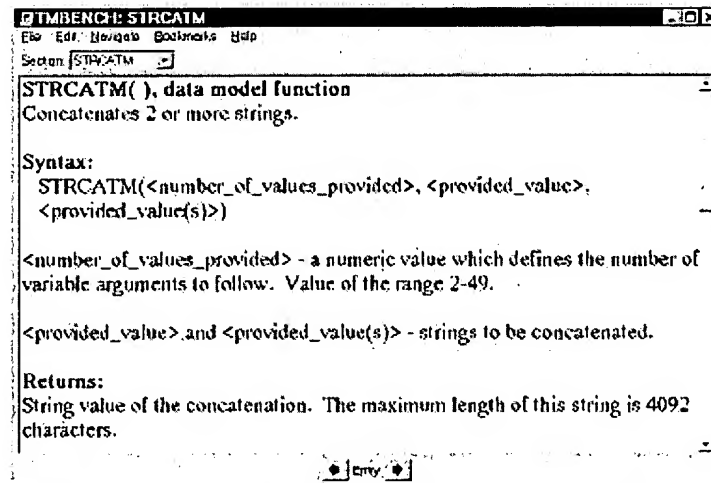 TMBENCH: STRCATM
File Edit Navigate Bookmarks Help
Section STRCATM
STRCATM( ), data model function
Concatenates 2 or more strings.
Syntax:
STRCATM(<number_of_values_provided>, <provided_value>,
<provided_value(s)>)
<number_of_values_provided> - a numeric value which defines the number of
variable arguments to follow. Value of the range 2-49.
<provided_value> and <provided_value(s)> - strings to be concatenated.
Returns:
String value of the concatenation. The maximum length of this string is 4092
characters.
Entry